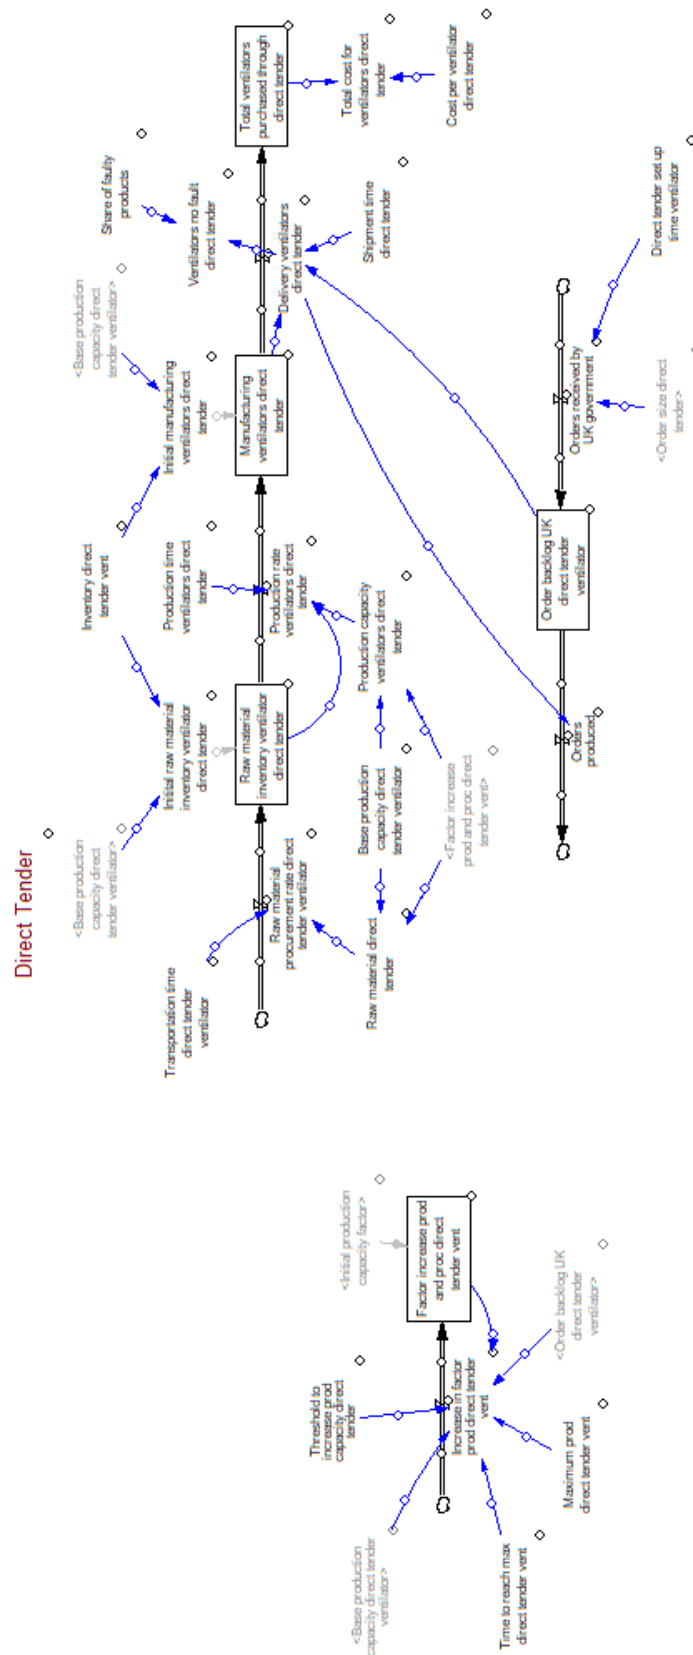 Direct Tender
<Base production
capacity direct
tender ventilator>
Inventory direct
tender vent
<Base production
capacity direct
tender ventilator>
Share of faulty
products
Initial raw material
inventory ventilator
direct tender
Production time
ventilators direct
tender
Initial manufacturing
ventilators direct
tender
Ventilators no fault
direct tender
Transportation time
direct tender
ventilator
Raw material
procurement rate direct
tender ventilator
Raw material
inventory ventilator
direct tender
Production rate
ventilators direct
tender
Manufacturing
ventilators direct
tender
Delivery ventilators
direct tender
Total ventilators
purchased through
direct tender
Raw material direct
tender
Base production
capacity direct
tender ventilator
Production capacity
ventilators direct
tender
Shipment time
direct tender
Total cost for
ventilators direct
tender
<Factor increase
prod and proc direct
tender vent>
Cost per ventilator
direct tender
Orders
produced
Order backlog UK
direct tender
ventilator
Orders received by
UK government
<Order size direct
tender>
Direct tender set up
time ventilator
<Base production
capacity direct tender
ventilator>
Threshold to
increase prod
capacity direct
tender
<Initial production
capacity factor>
Increase in factor
prod direct tender
vent
Factor increase prod
and proc direct
tender vent
Time to reach max
direct tender vent
Maximum prod
direct tender vent
<Order backlog UK
direct tender
ventilator>